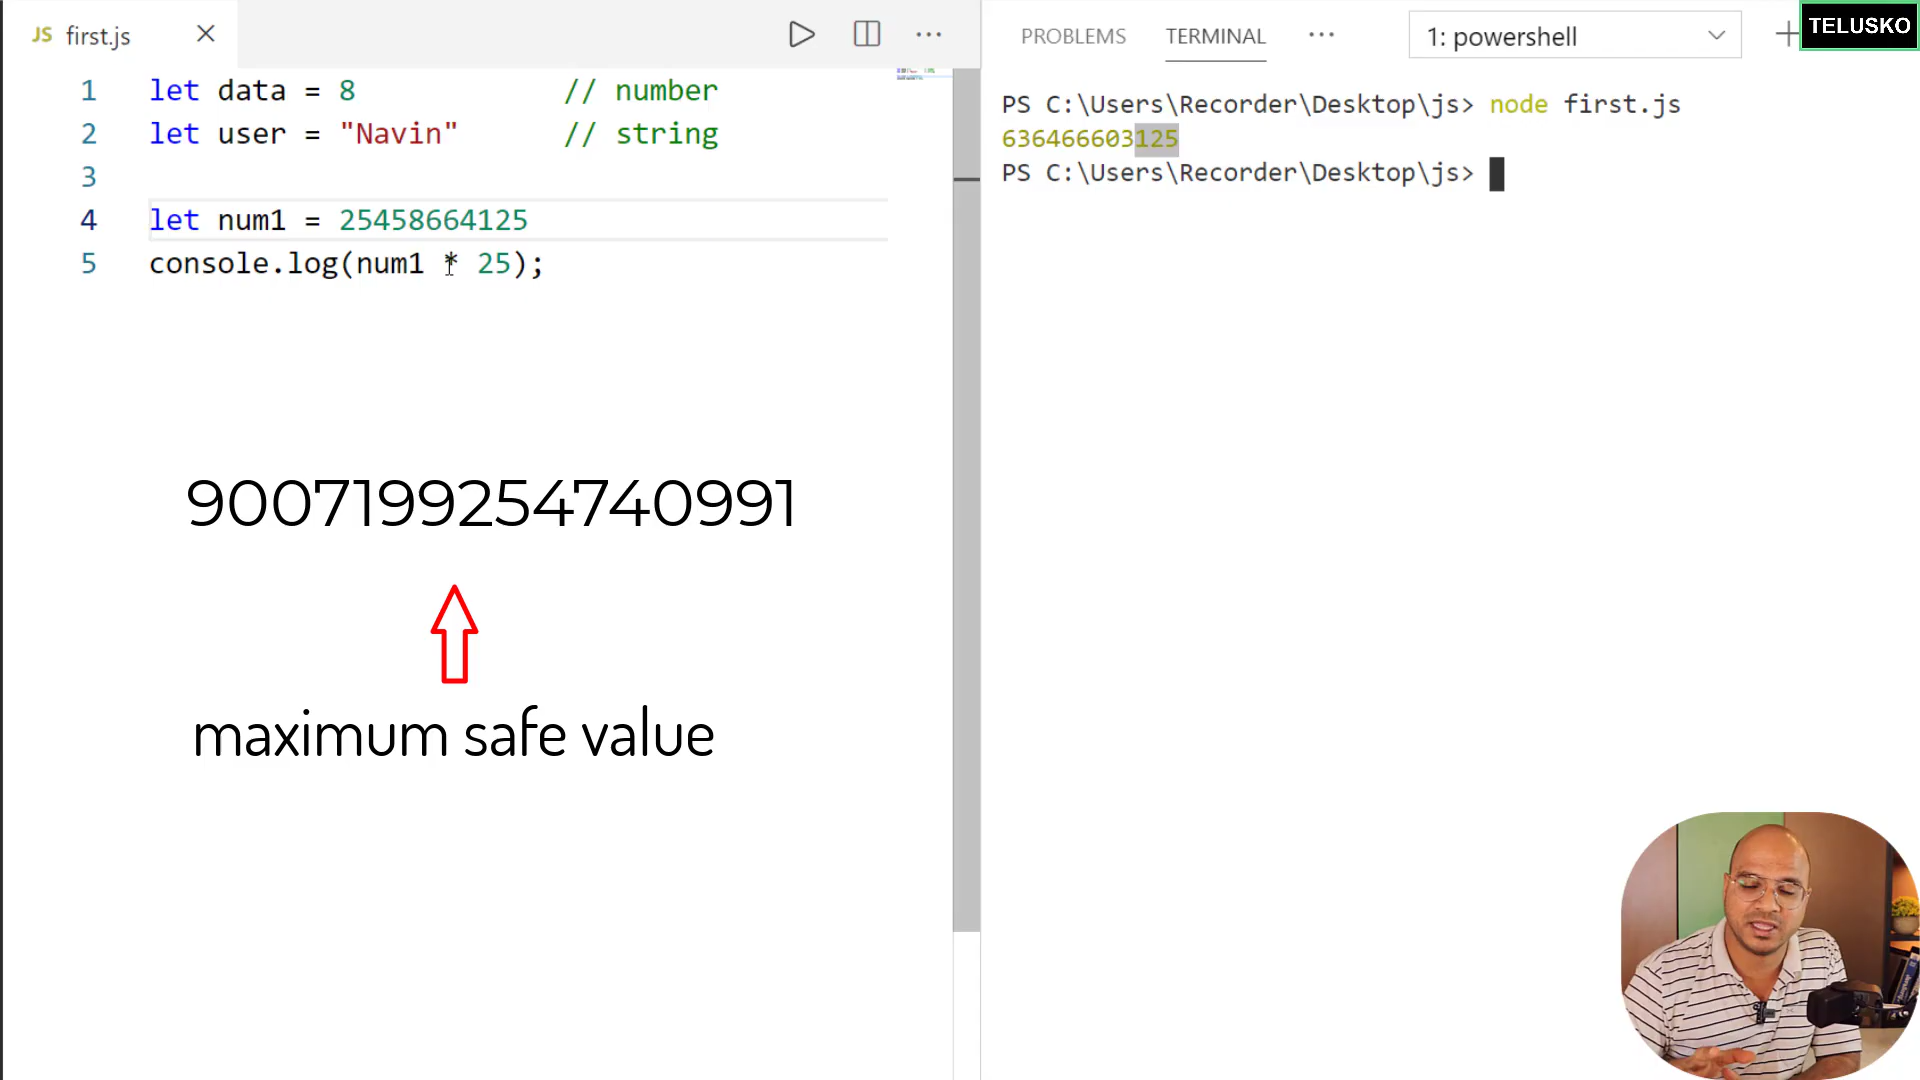 JS first.js
1 let data = 8 // number
2 let user = "Navin" // string
3
4 let num1 = 25458664125
5 console.log(num1 * 25);
9007199254740991
maximum safe value
PROBLEMS TERMINAL ··· 1: powershell
TELUSKO
PS C:\Users\Recorder\Desktop\js> node first.js
636466603125
PS C:\Users\Recorder\Desktop\js>